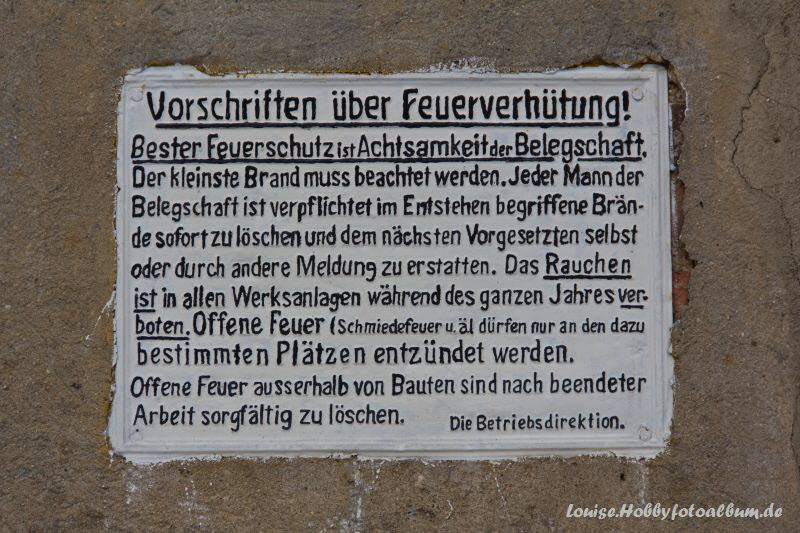 Vorschriften über Feuerverhütung!
Bester Feuerschutz ist Achtsamkeit der Belegschaft.
Der kleinste Brand muss beachtet werden. Jeder Mann der
Belegschaft ist verpflichtet im Entstehen begriffene Brän-
de sofort zu löschen und dem nächsten Vorgesetzten selbst
oder durch andere Meldung zu erstatten. Das Rauchen
ist in allen Werksanlagen während des ganzen Jahres ver-
boten. Offene Feuer (Schmiedefeuer u. äl dürfen nur an den dazu
bestimmten Plätzen entzündet werden.
Offene Feuer ausserhalb von Bauten sind nach beendeter
Arbeit sorgfältig zu löschen.
Die Betriebsdirektion.
Louise.Hobbyfotoalbum.de